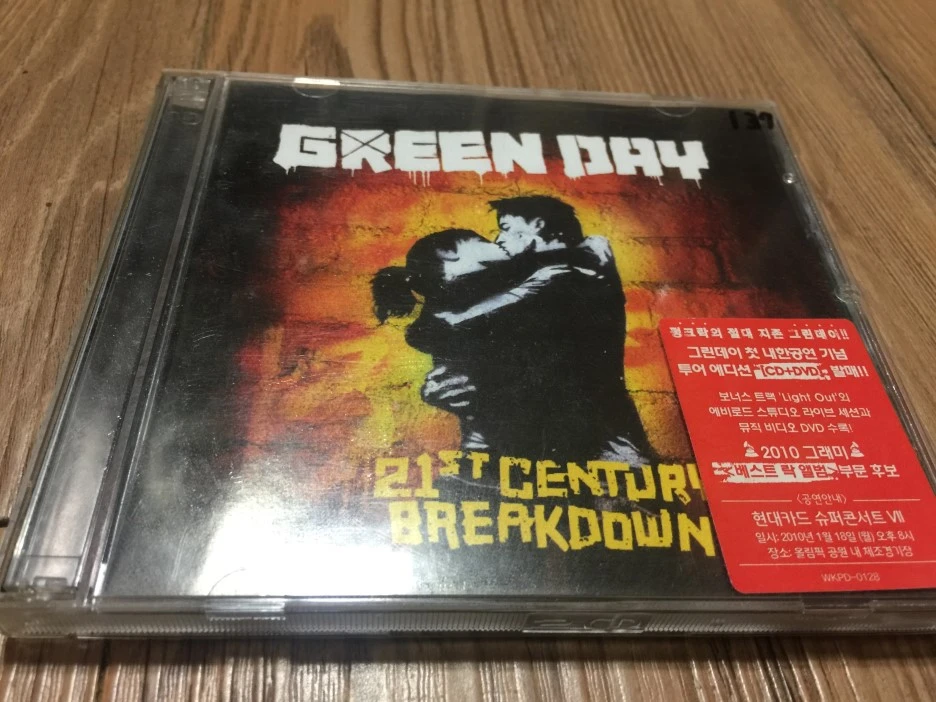 GREEN DAY
139
21ST CENTURY
BREAKDOWN
펑크락의 절대 지존 그린데이!!
그린데이 첫 내한공연 기념
투어 에디션 (CD+DVD) 발매!!
보너스 트랙 'Light Out'외
에비로드 스튜디오 라이브 세션과
뮤직 비디오 DVD 수록!
2010 그래미
베스트 락 앨범 부문 후보
(공연안내)
현대카드 슈퍼콘서트 VII
일시: 2010년 1월 18일 (월) 오후 8시
장소: 올림픽 공원 내 체조경기장
WKPD-0128